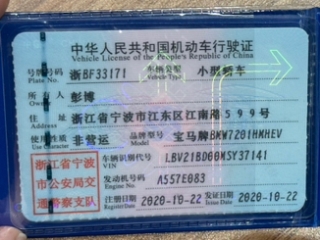 中华人民共和国机动车行驶证
Vehicle License of the People's Republic of China
号牌号码 浙BF33171 车辆类型 小型轿车
Plate No. Vehicle Type
所有人 彭博
Owner
住址 浙江省宁波市江东区江南路599号
Address
使用性质 非营运 品牌型号 宝马牌BMW7201HMHEV
Use Character Model
浙江省宁波 车辆识别代号 LBV21BD00MSY37141
VIN
市公安局交 发动机号码 A557E083
Engine No.
通警察支队 注册日期 2020-10-22 发证日期 2020-10-22
Register Date Issue Date